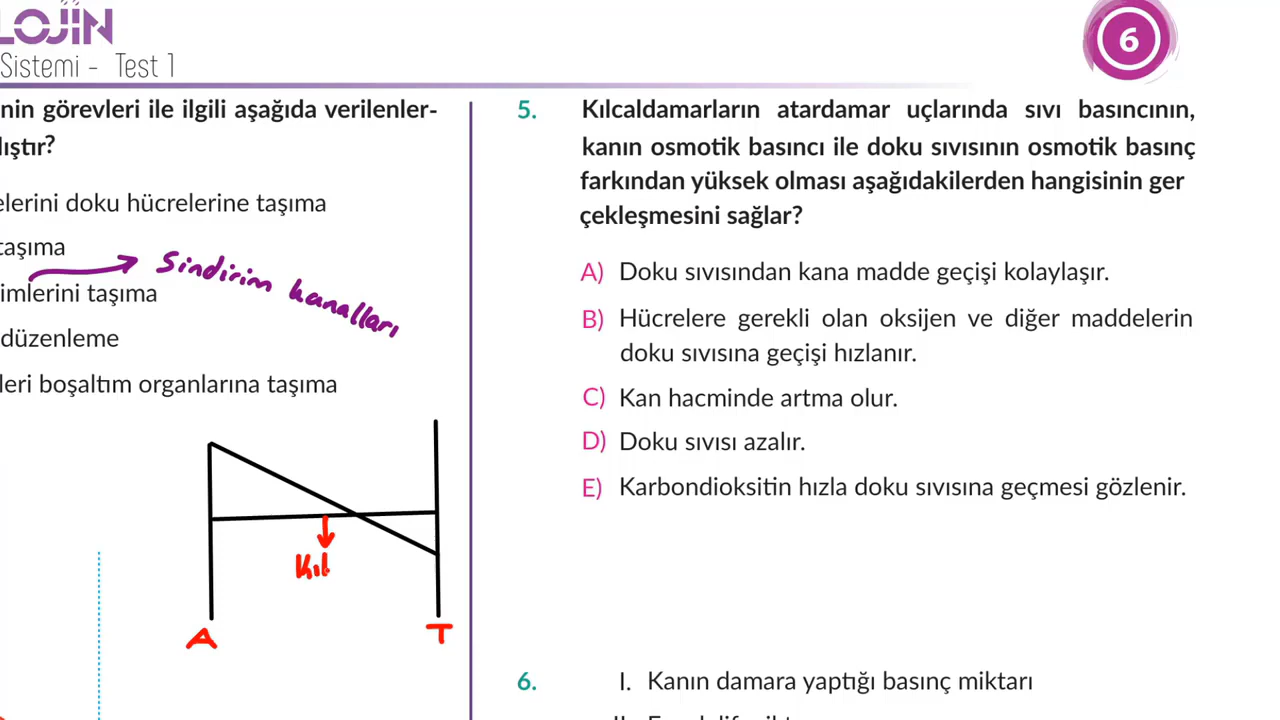 LOJİN
Sistemi - Test 1
6
nin görevleri ile ilgili aşağıda verilenler-
lıştır?
elerini doku hücrelerine taşıma
taşıma
Sindirim kanalları
imlerini taşıma
düzenleme
leri boşaltım organlarına taşıma
Kıl
A
T
5. Kılcaldamarların atardamar uçlarında sıvı basıncının,
kanın osmotik basıncı ile doku sıvısının osmotik basınç
farkından yüksek olması aşağıdakilerden hangisinin ger
çekleşmesini sağlar?
A) Doku sıvısından kana madde geçişi kolaylaşır.
B) Hücrelere gerekli olan oksijen ve diğer maddelerin
doku sıvısına geçişi hızlanır.
C) Kan hacminde artma olur.
D) Doku sıvısı azalır.
E) Karbondioksitin hızla doku sıvısına geçmesi gözlenir.
6. I. Kanın damara yaptığı basınç miktarı